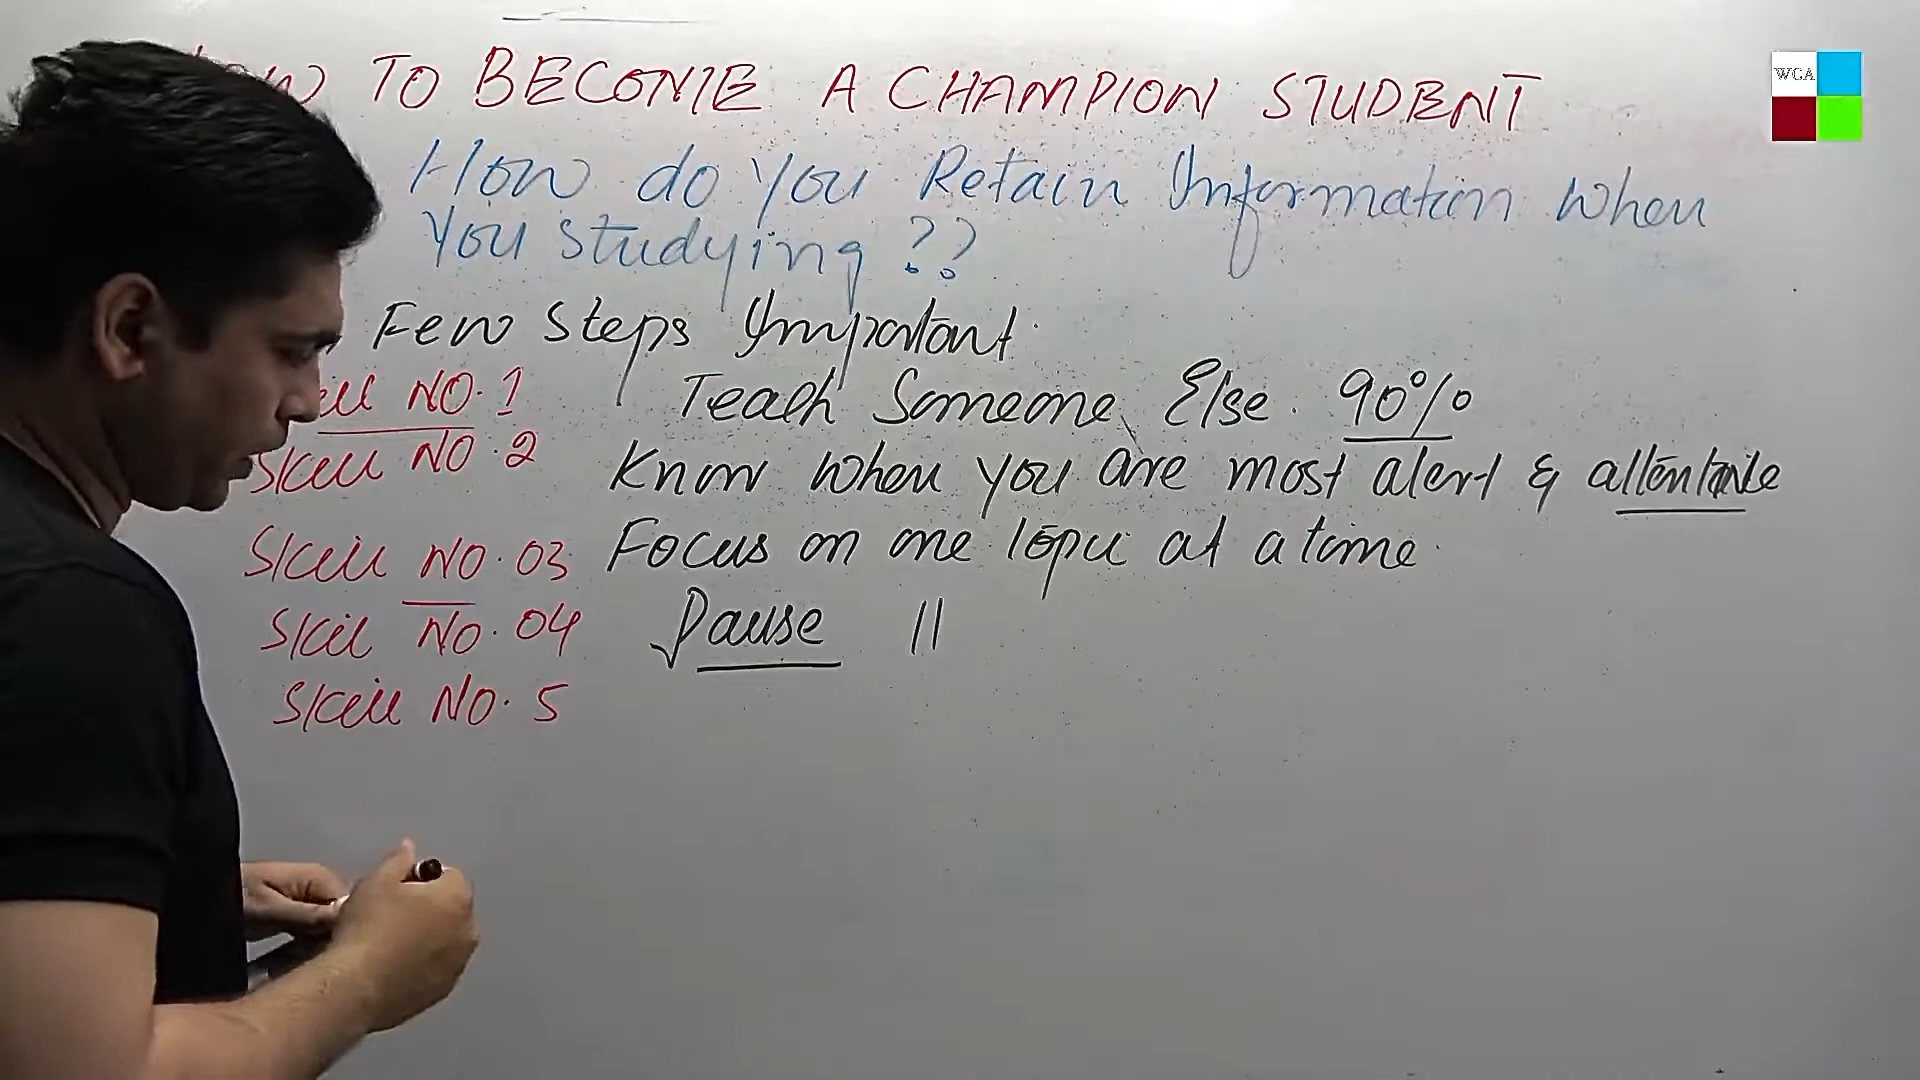 HOW TO BECOME A CHAMPION STUDENT
WGA
How do you Retain Information When
You Studying ??
Few Steps Important
Skill NO. 1 Teach Someone Else. 90%
Skill NO. 2 Know When you are most alert & attentive
Skill NO. 03 Focus on one topic at a time.
Skill NO. 04 Pause ||
Skill NO. 5